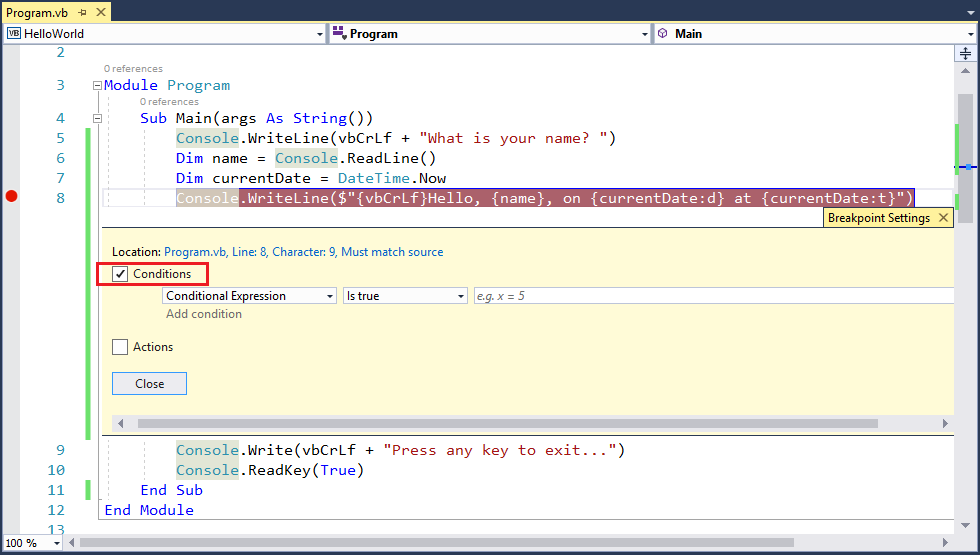 Program.vb
VB HelloWorld Program Main
2
0 references
3 Module Program
0 references
4 Sub Main(args As String())
5 Console.WriteLine(vbCrLf + "What is your name? ")
6 Dim name = Console.ReadLine()
7 Dim currentDate = DateTime.Now
8 Console.WriteLine($"{vbCrLf}Hello, {name}, on {currentDate:d} at {currentDate:t}")
Breakpoint Settings
Location: Program.vb, Line: 8, Character: 9, Must match source
Conditions
Conditional Expression Is true e.g. x = 5
Add condition
Actions
Close
9 Console.Write(vbCrLf + "Press any key to exit...")
10 Console.ReadKey(True)
11 End Sub
12 End Module
13
100 %